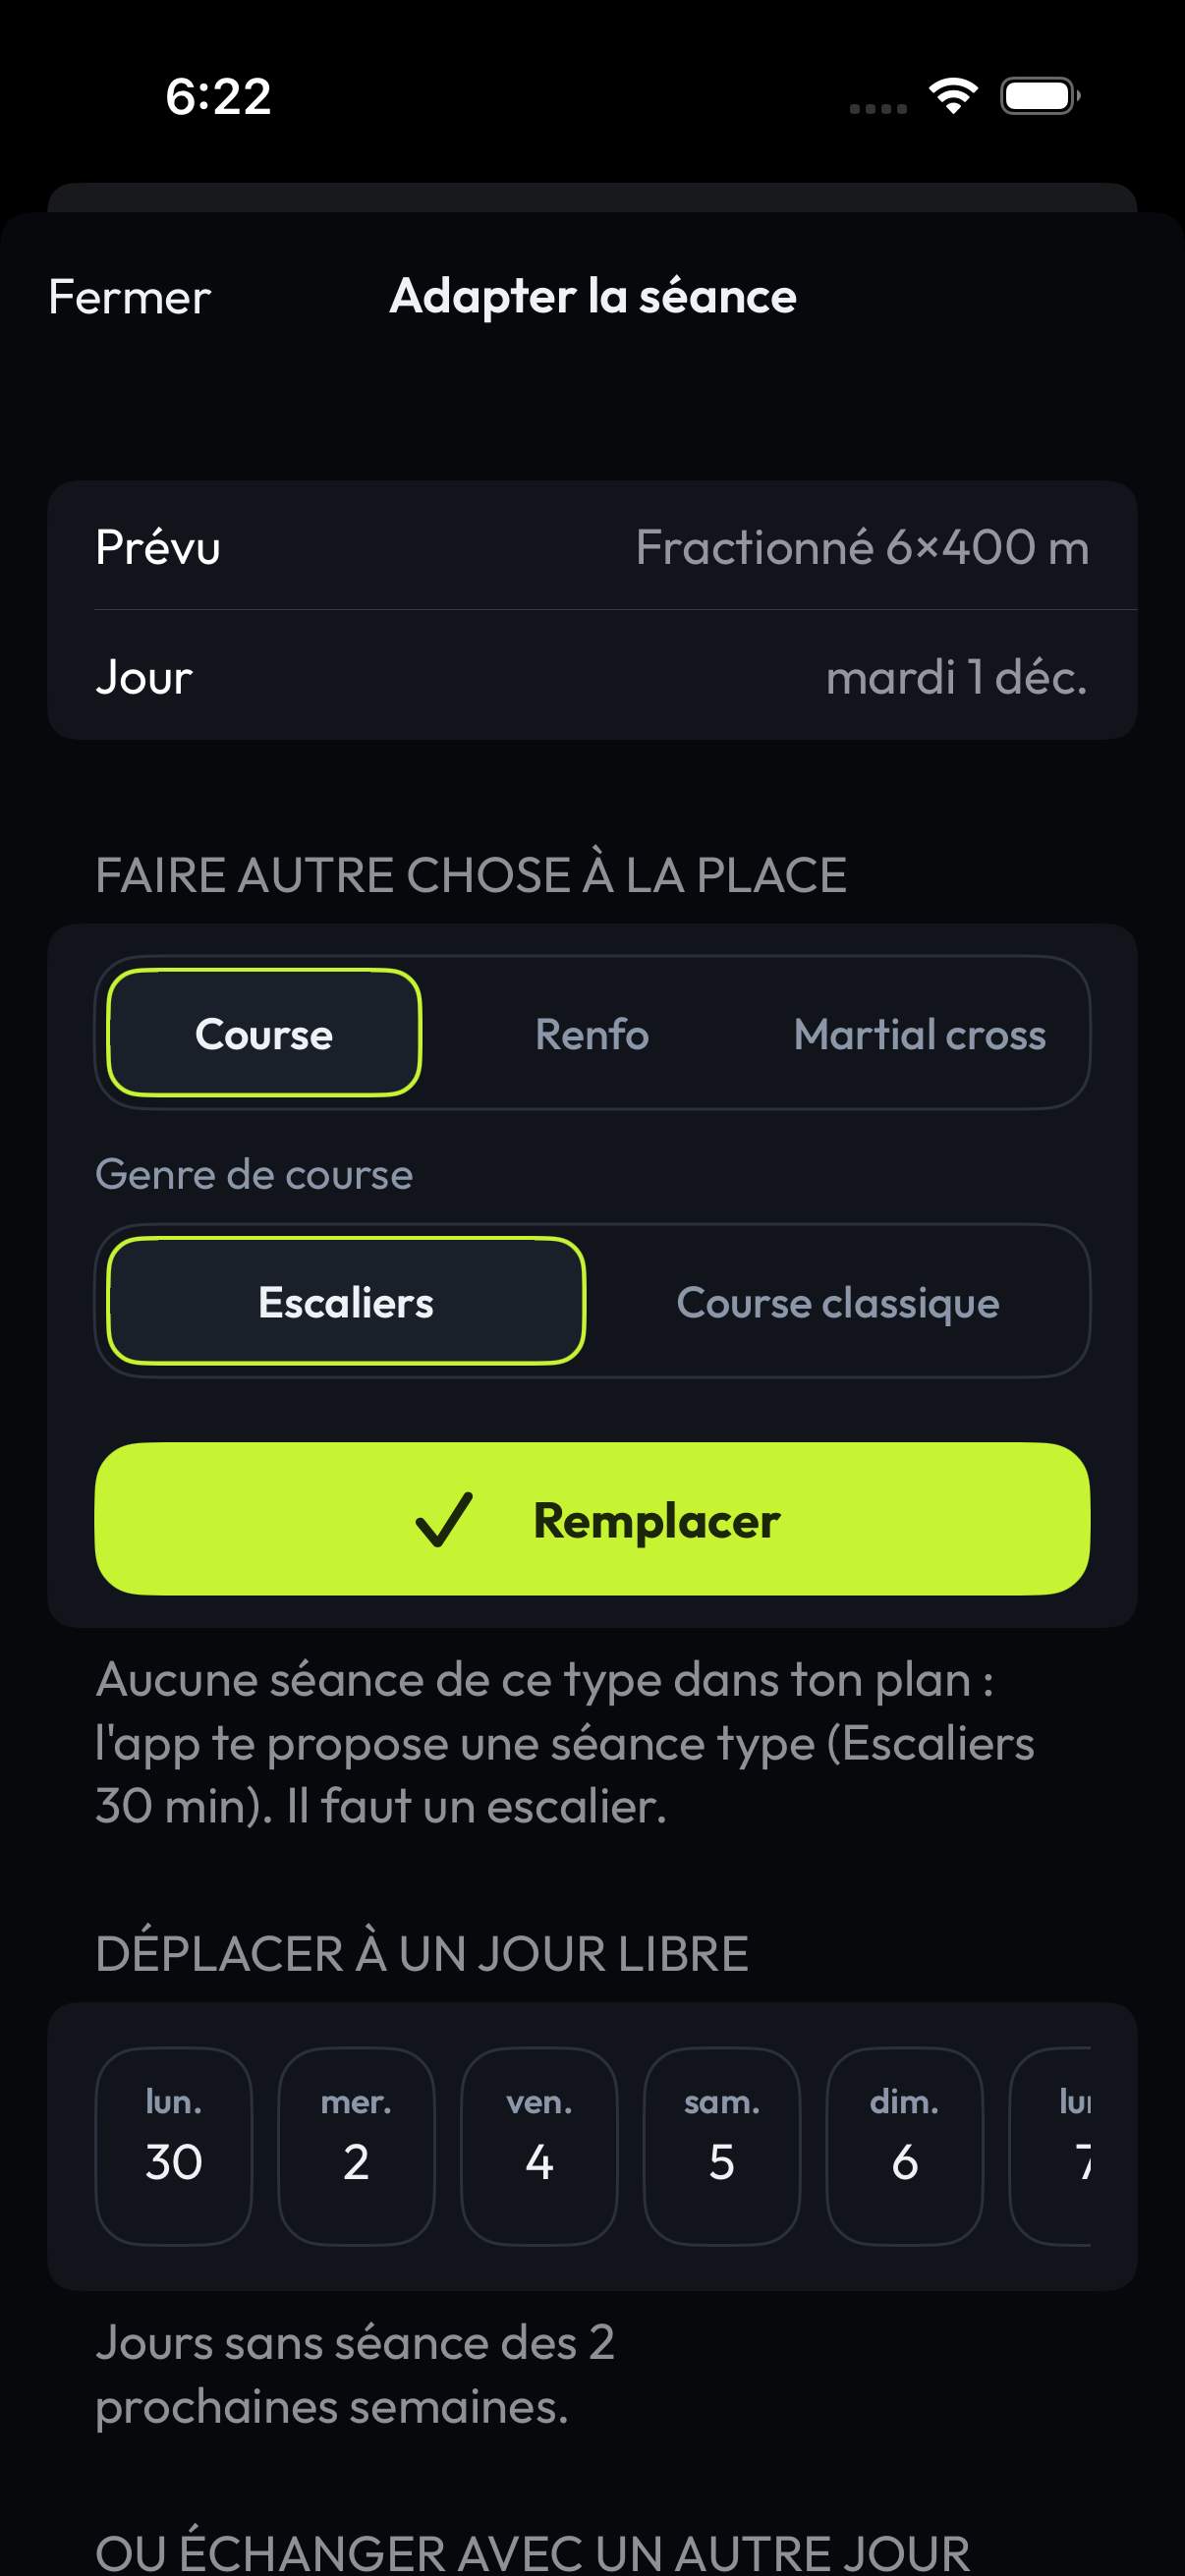 6:22
Fermer
Adapter la séance
Prévu
Fractionné 6×400 m
Jour
mardi 1 déc.
FAIRE AUTRE CHOSE À LA PLACE
Course
Renfo
Martial cross
Genre de course
Escaliers
Course classique
Remplacer
Aucune séance de ce type dans ton plan :
l'app te propose une séance type (Escaliers
30 min). Il faut un escalier.
DÉPLACER À UN JOUR LIBRE
lun.
30
mer.
2
ven.
4
sam.
5
dim.
6
Jours sans séance des 2
prochaines semaines.
OU ÉCHANGER AVEC UN AUTRE JOUR